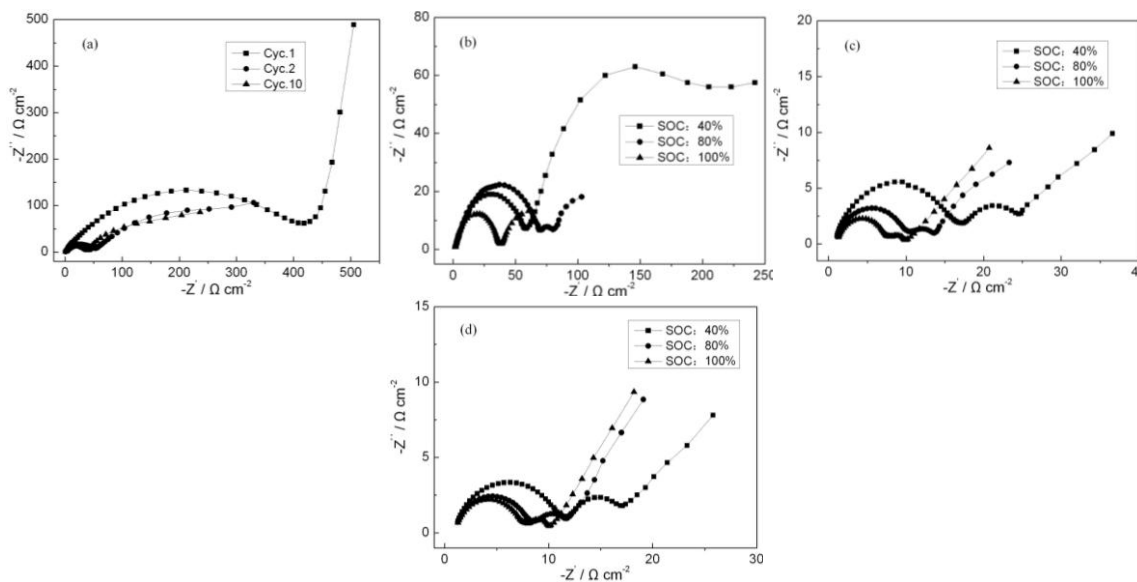 (a)
Cyc.1
Cyc.2
Cyc.10
500
400
300
200
100
0
-Z'' / Ω cm⁻²
0 100 200 300 400 500
-Z' / Ω cm⁻²
(b)
SOC：40%
SOC：80%
SOC：100%
80
60
40
20
0
-Z'' / Ω cm⁻²
0 50 100 150 200 250
-Z' / Ω cm⁻²
(c)
SOC：40%
SOC：80%
SOC：100%
20
15
10
5
0
-Z'' / Ω cm⁻²
0 10 20 30 40
-Z' / Ω cm⁻²
(d)
SOC：40%
SOC：80%
SOC：100%
15
10
5
0
-Z'' / Ω cm⁻²
0 10 20 30
-Z' / Ω cm⁻²